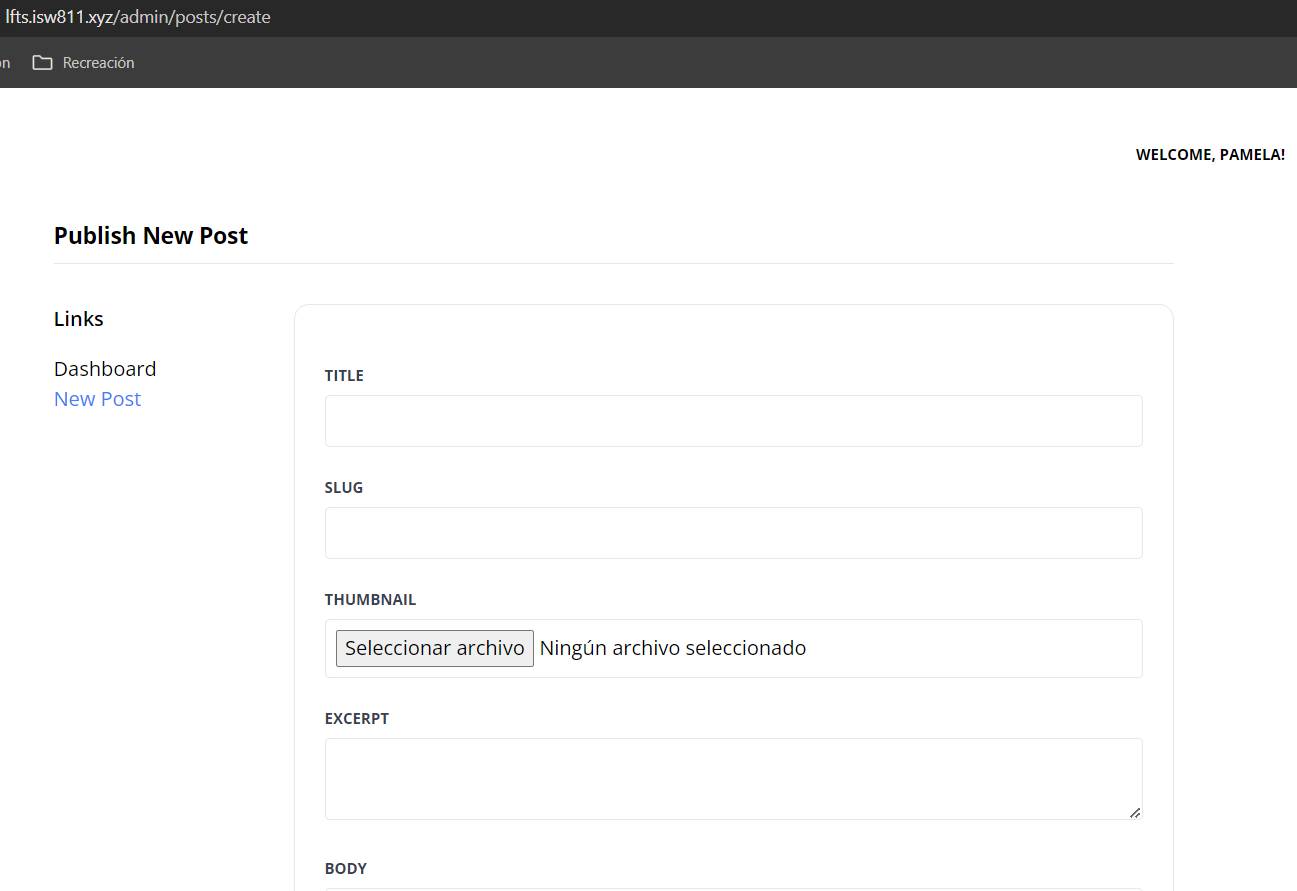 lfts.isw811.xyz/admin/posts/create
Recreación
WELCOME, PAMELA!
Publish New Post
Links
Dashboard
New Post
TITLE
SLUG
THUMBNAIL
Seleccionar archivo Ningún archivo seleccionado
EXCERPT
BODY